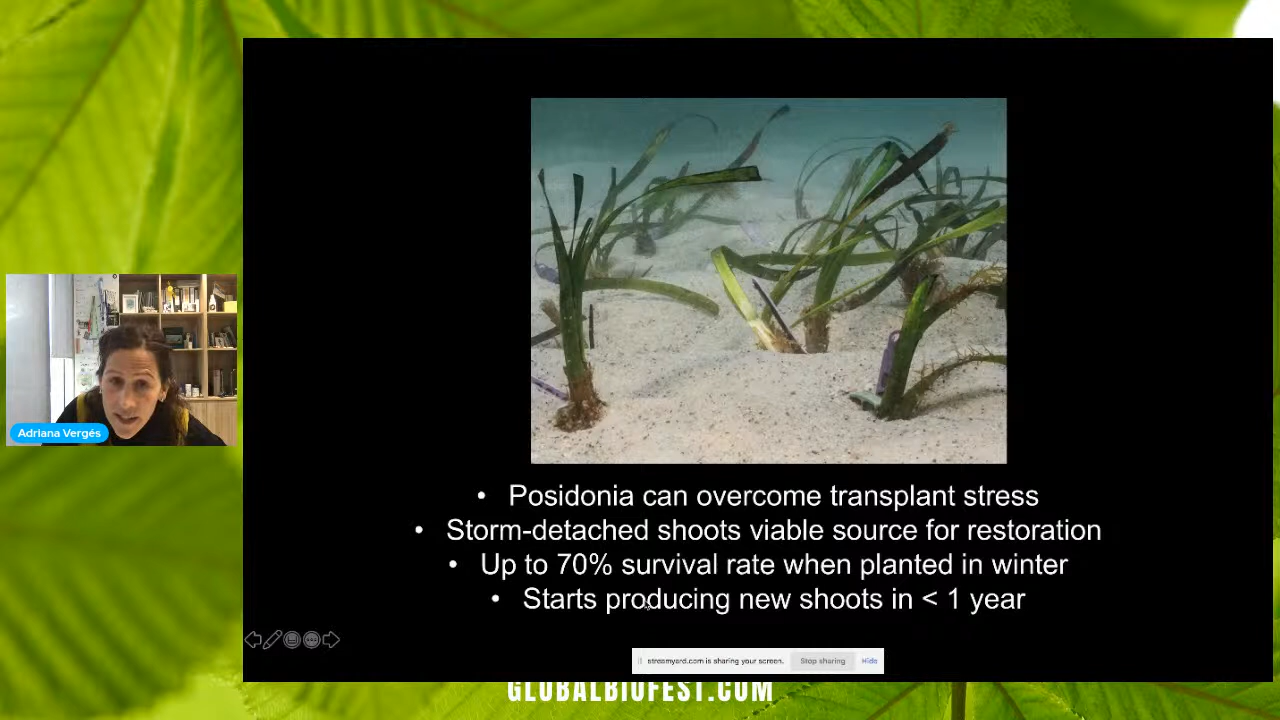 Adriana Vergés
• Posidonia can overcome transplant stress
• Storm-detached shoots viable source for restoration
• Up to 70% survival rate when planted in winter
• Starts producing new shoots in < 1 year
streamyard.com is sharing your screen. Stop sharing Hide
GLOBALBIOFEST.COM